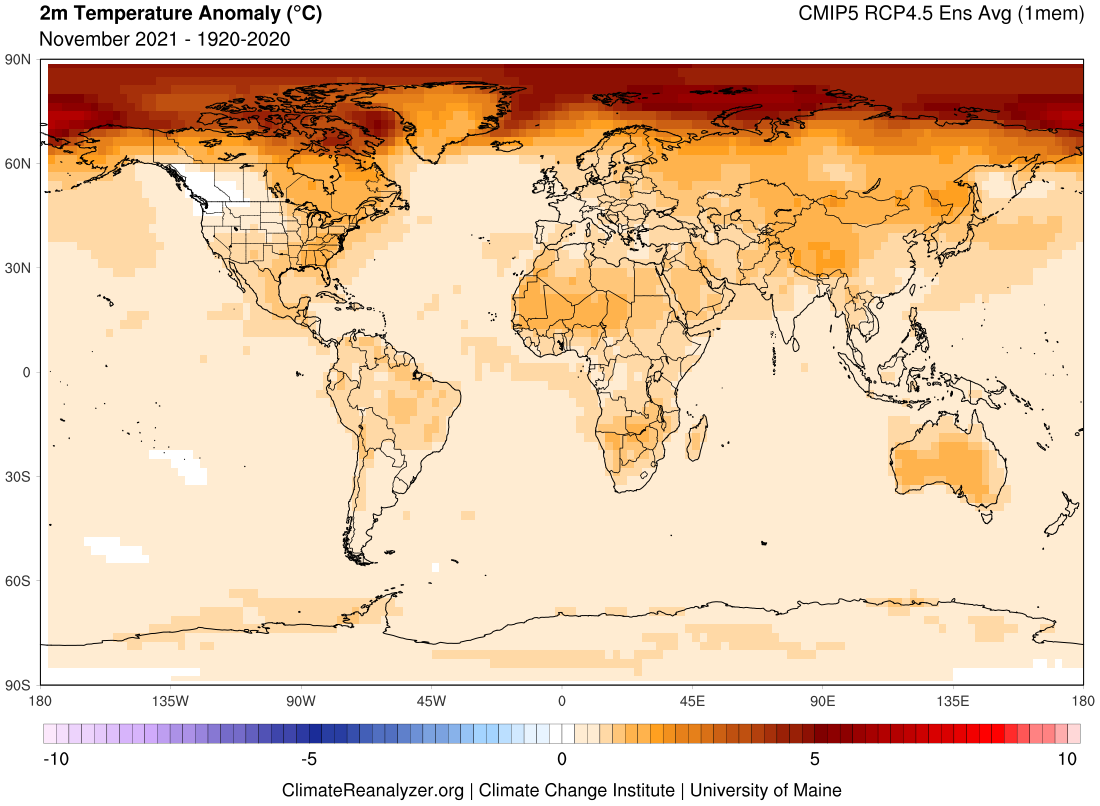 2m Temperature Anomaly (°C)
CMIP5 RCP4.5 Ens Avg (1mem)
November 2021 - 1920-2020
90N
60N
30N
0
30S
60S
90S
180 135W 90W 45W 0 45E 90E 135E 180
-10 -5 0 5 10
ClimateReanalyzer.org | Climate Change Institute | University of Maine